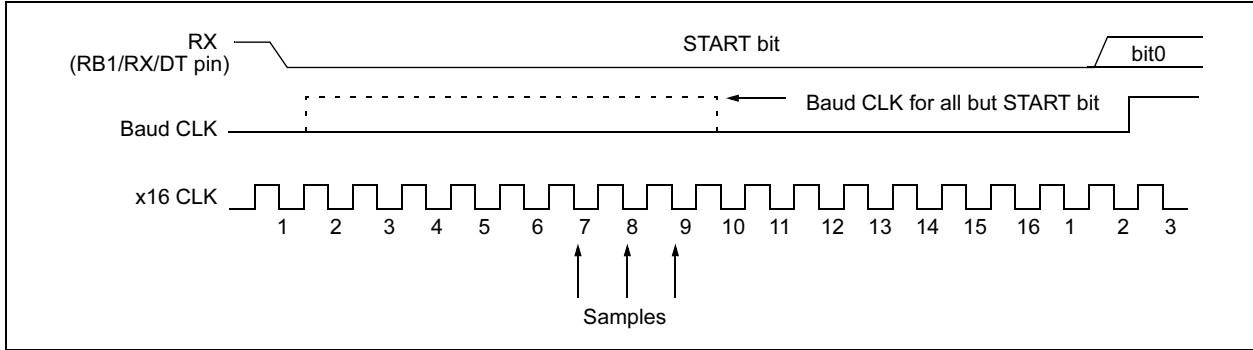 RX
(RB1/RX/DT pin)
START bit
bit0
Baud CLK
Baud CLK for all but START bit
x16 CLK
1 2 3 4 5 6 7 8 9 10 11 12 13 14 15 16 1 2 3
Samples